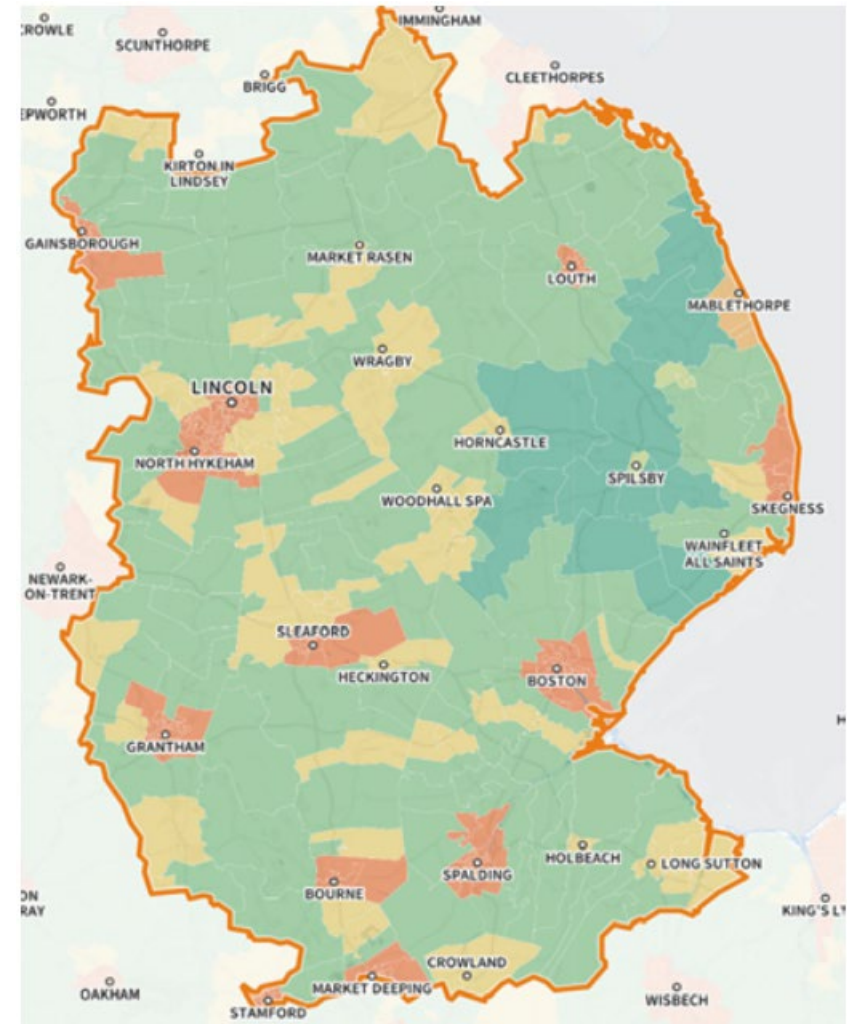 IMMINGHAM
CROWLE
SCUNTHORPE
CLEETHORPES
BRIGG
EPWORTH
KIRTON IN
LINDSEY
GAINSBOROUGH
MARKET RASEN
LOUTH
MABLETHORPE
WRAGBY
LINCOLN
HORNCASTLE
NORTH HYKEHAM
SPILSBY
WOODHALL SPA
SKEGNESS
WAINFLEET
ALL SAINTS
NEWARK-
ON-TRENT
SLEAFORD
HECKINGTON
BOSTON
H
GRANTHAM
HOLBEACH
LONG SUTTON
SPALDING
BOURNE
ON
RAY
KING'S LY
CROWLAND
MARKET DEEPING
OAKHAM
WISBECH
STAMFORD